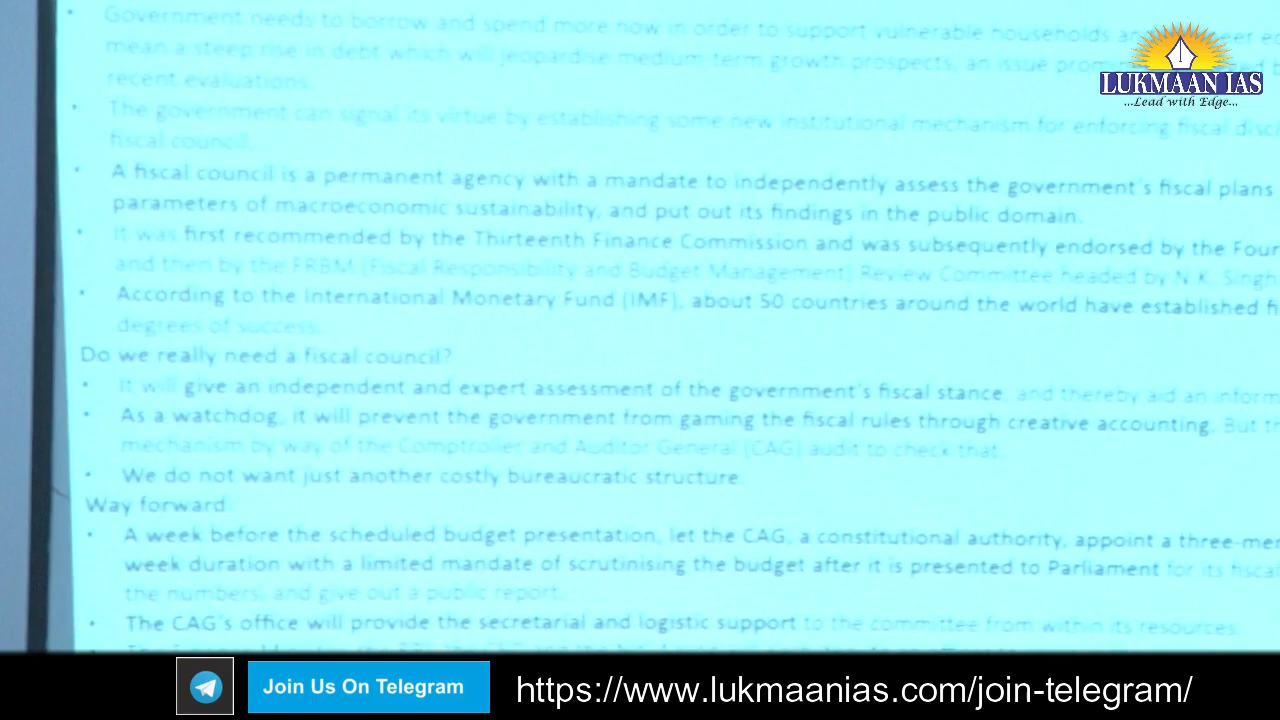 Government needs to borrow and spend more now in order to support vulnerable households
mean a steep rise in debt which will medium-term growth prospects, an issue
recent evaluations.
The government can signal its virtue by establishing some new institutional mechanism for enforcing fiscal
fiscal council.
A fiscal council is a permanent agency with a mandate to independently assess the government's fiscal plans
parameters of macroeconomic sustainability, and put out its findings in the public domain.
It was first recommended by the Thirteenth Finance Commission and was subsequently endorsed by the
and then by the FRBM (Fiscal Responsibility and Budget Management) Review Committee headed by N.K. Singh
According to the International Monetary Fund (IMF), about 50 countries around the world have established
degrees of success.
Do we really need a fiscal council?
It will give an independent and expert assessment of the government's fiscal stance, and thereby aid an
As a watchdog, it will prevent the government from gaming the fiscal rules through creative accounting. But
mechanism by way of the Comptroller and Auditor General (CAG) audit to check that.
We do not want just another costly bureaucratic structure.
Way forward
A week before the scheduled budget presentation, let the CAG, a constitutional authority, appoint a
week duration with a limited mandate of scrutinising the budget after it is presented to Parliament for its
the numbers, and give out a public report.
The CAG's office will provide the secretarial and logistic support to the committee from within its resources.
LUKMAAN IAS
...Lead with Edge...
Join Us On Telegram
https://www.lukmaanias.com/join-telegram/